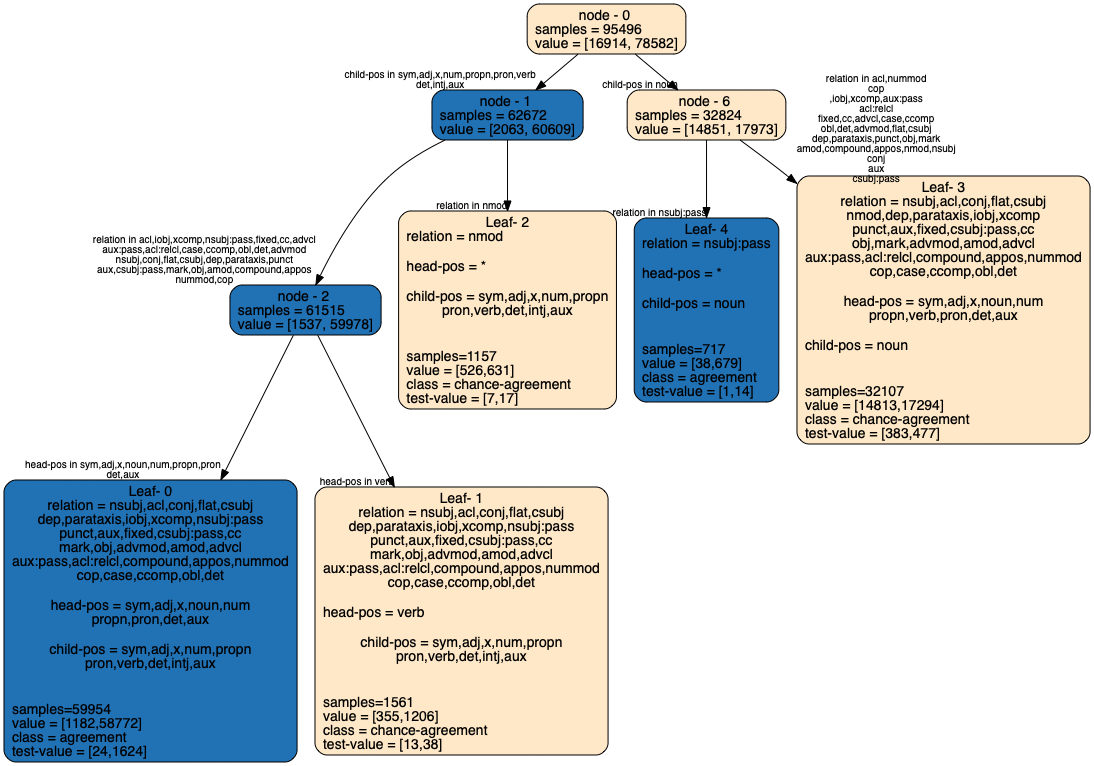 node - 0
samples = 95496
value = [16914, 78582]
child-pos in sym,adj,x,num,propn,pron,verb
det,intj,aux
child-pos in noun
relation in acl,nummod
cop
,iobj,xcomp,aux:pass
acl:relcl
fixed,cc,advcl,case,ccomp
obl,det,advmod,flat,csubj
dep,parataxis,punct,obj,mark
amod,compound,appos,nmod,nsubj
conj
aux
csubj:pass
node - 1
samples = 62672
value = [2063, 60609]
node - 6
samples = 32824
value = [14851, 17973]
relation in acl,iobj,xcomp,nsubj:pass,fixed,cc,advcl
aux:pass,acl:relcl,case,ccomp,obl,det,advmod
nsubj,conj,flat,csubj,dep,parataxis,punct
aux,csubj:pass,mark,obj,amod,compound,appos
nummod,cop
relation in nmod
relation in nsubj:pass
node - 2
samples = 61515
value = [1537, 59978]
Leaf- 2
relation = nmod
head-pos = *
child-pos = sym,adj,x,num,propn
pron,verb,det,intj,aux
samples=1157
value = [526,631]
class = chance-agreement
test-value = [7,17]
Leaf- 4
relation = nsubj:pass
head-pos = *
child-pos = noun
samples=717
value = [38,679]
class = agreement
test-value = [1,14]
Leaf- 3
relation = nsubj,acl,conj,flat,csubj
nmod,dep,parataxis,iobj,xcomp
punct,aux,fixed,csubj:pass,cc
obj,mark,advmod,amod,advcl
aux:pass,acl:relcl,compound,appos,nummod
cop,case,ccomp,obl,det
head-pos = sym,adj,x,noun,num
propn,verb,pron,det,aux
child-pos = noun
samples=32107
value = [14813,17294]
class = chance-agreement
test-value = [383,477]
head-pos in sym,adj,x,noun,num,propn,pron
det,aux
head-pos in verb
Leaf- 0
relation = nsubj,acl,conj,flat,csubj
dep,parataxis,iobj,xcomp,nsubj:pass
punct,aux,fixed,csubj:pass,cc
mark,obj,advmod,amod,advcl
aux:pass,acl:relcl,compound,appos,nummod
cop,case,ccomp,obl,det
head-pos = sym,adj,x,noun,num
propn,pron,det,aux
child-pos = sym,adj,x,num,propn
pron,verb,det,intj,aux
samples=59954
value = [1182,58772]
class = agreement
test-value = [24,1624]
Leaf- 1
relation = nsubj,acl,conj,flat,csubj
dep,parataxis,iobj,xcomp,nsubj:pass
punct,aux,fixed,csubj:pass,cc
mark,obj,advmod,amod,advcl
aux:pass,acl:relcl,compound,appos,nummod
cop,case,ccomp,obl,det
head-pos = verb
child-pos = sym,adj,x,num,propn
pron,verb,det,intj,aux
samples=1561
value = [355,1206]
class = chance-agreement
test-value = [13,38]